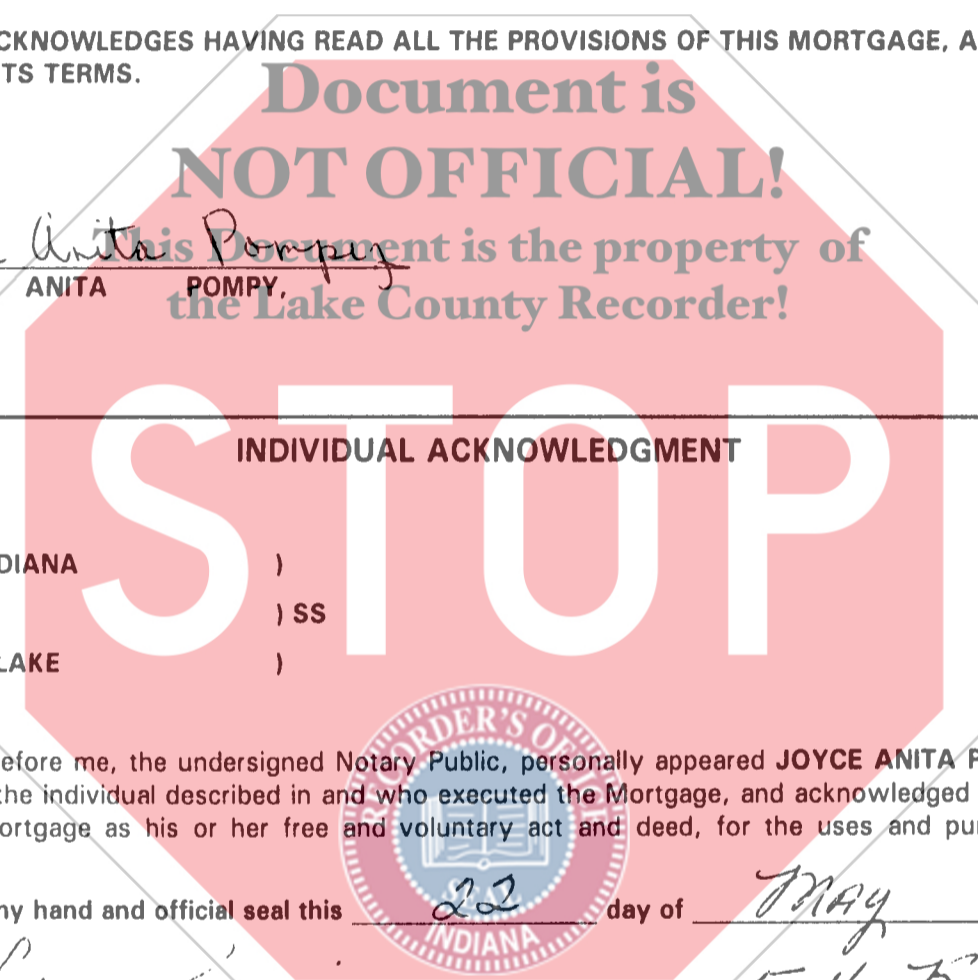 CKNOWLEDGES HAVING READ ALL THE PROVISIONS OF THIS MORTGAGE, A
TS TERMS.
Document is
NOT OFFICIAL!
This Document is the property of
the Lake County Recorder!
Anita Pompy
ANITA POMPY,
STOP
INDIVIDUAL ACKNOWLEDGMENT
DIANA )
) SS
LAKE )
RECORDER'S OFFICE
SEAL
INDIANA
efore me, the undersigned Notary Public, personally appeared JOYCE ANITA P
the individual described in and who executed the Mortgage, and acknowledged
ortgage as his or her free and voluntary act and deed, for the uses and pu
ny hand and official seal this 22 day of May